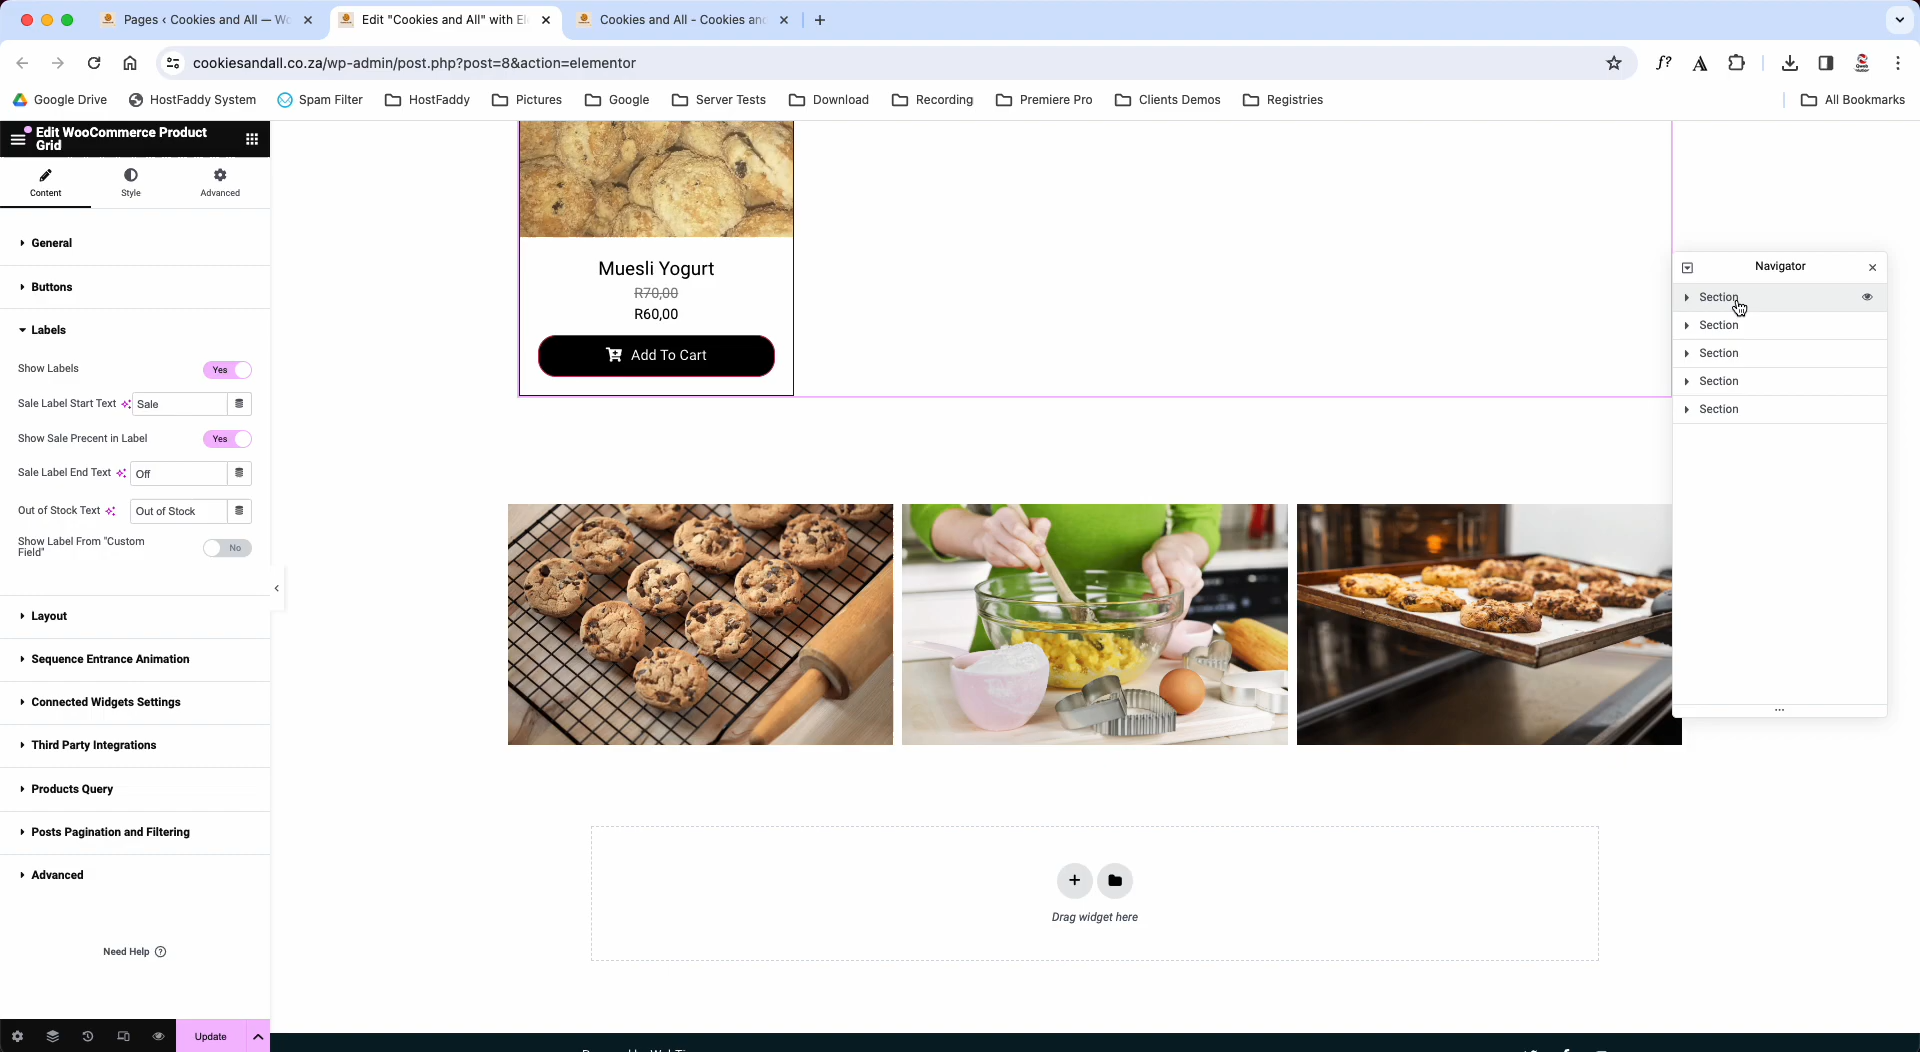 Pages ‹ Cookies and All — Wo
Edit "Cookies and All" with El
Cookies and All - Cookies and
cookiesandall.co.za/wp-admin/post.php?post=8&action=elementor
f?
A
Google Drive
HostFaddy System
Spam Filter
HostFaddy
Pictures
Google
Server Tests
Download
Recording
Premiere Pro
Clients Demos
Registries
All Bookmarks
Edit WooCommerce Product
Grid
Content
Style
Advanced
General
Buttons
Labels
Show Labels
Yes
Sale Label Start Text
Sale
Show Sale Precent in Label
Yes
Sale Label End Text
Off
Out of Stock Text
Out of Stock
Show Label From "Custom
Field"
No
Layout
Sequence Entrance Animation
Connected Widgets Settings
Third Party Integrations
Products Query
Posts Pagination and Filtering
Advanced
Need Help
Update
Muesli Yogurt
R70,00
R60,00
Add To Cart
Navigator
Section
Section
Section
Section
Section
Drag widget here